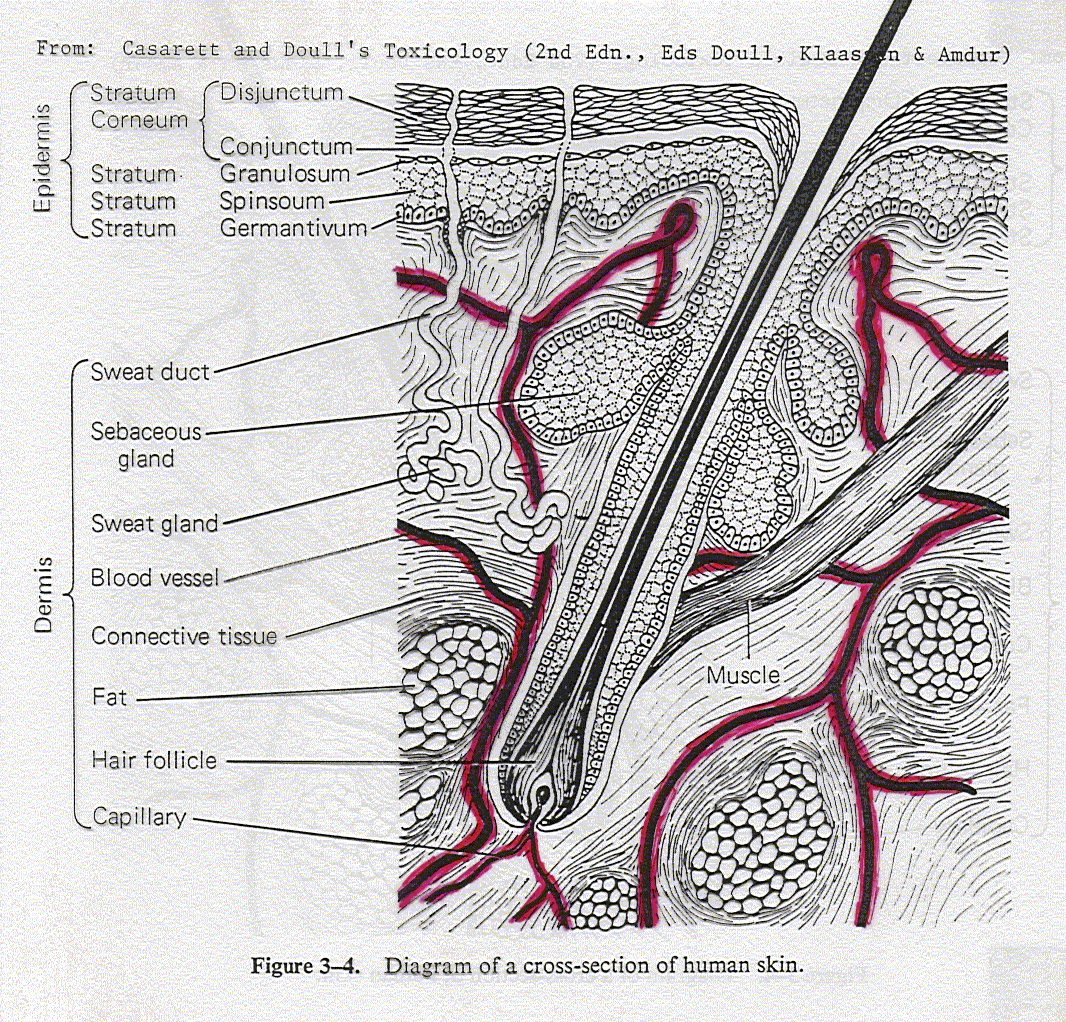 From: Casarett and Doull's Toxicology (2nd Edn., Eds Doull, Klaassen & Amdur)
Epidermis
Stratum Disjunctum
Corneum
Conjunctum
Stratum Granulosum
Stratum Spinsoum
Stratum Germantivum
Dermis
Sweat duct
Sebaceous
gland
Sweat gland
Blood vessel
Connective tissue
Muscle
Fat
Hair follicle
Capillary
Figure 3–4. Diagram of a cross-section of human skin.